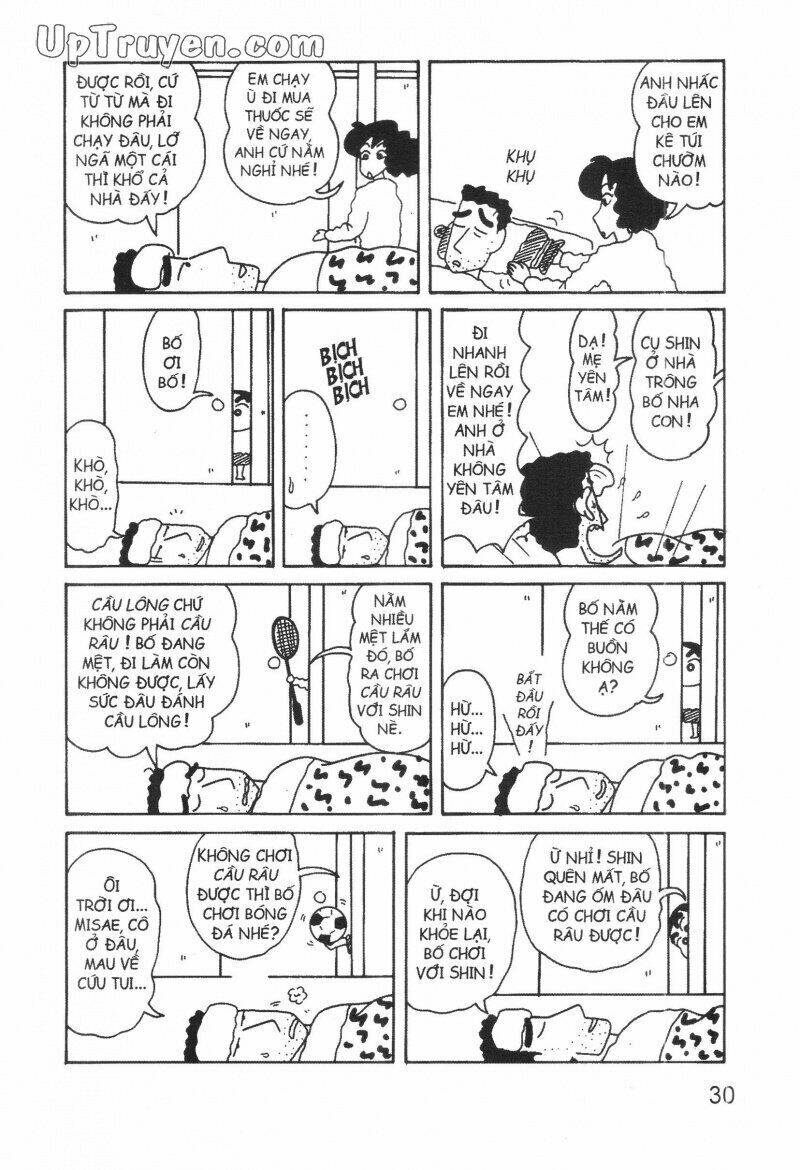 UpTruyen.com
ANH NHẤC
ĐẦU LÊN
CHO EM
KÊ TÚI
CHƯỜM
NÀO!
KHỤ
KHỤ
EM CHẠY
Ù ĐI MUA
THUỐC SẼ
VỀ NGAY,
ANH CỨ NẰM
NGHỈ NHÉ!
ĐƯỢC RỒI, CỨ
TỪ TỪ MÀ ĐI
KHÔNG PHẢI
CHẠY ĐÂU, LỠ
NGÃ MỘT CÁI
THÌ KHỔ CẢ
NHÀ ĐẤY!
CU SHIN
Ở NHÀ
TRÔNG
BỐ NHA
CON!
DẠ!
MẸ
YÊN
TÂM!
ĐI
NHANH
LÊN RỒI
VỀ NGAY
EM NHÉ!
ANH Ở
NHÀ
KHÔNG
YÊN TÂM
ĐÂU!
BỊCH
BỊCH
BỊCH
.......
BỐ
ƠI
BỐ!
KHÒ,
KHÒ,
KHÒ...
BỐ NẰM
THẾ CÓ
BUỒN
KHÔNG
Ạ?
BẮT
ĐẦU
RỒI
ĐẤY
!
HỪ...
HỪ...
HỪ...
NẰM
NHIỀU
MỆT LẮM
ĐÓ, BỐ
RA CHƠI
CẦU RÂU
VỚI SHIN
NÈ.
CẦU LÔNG CHỨ
KHÔNG PHẢI CẦU
RÂU! BỐ ĐANG
MỆT, ĐI LÀM CÒN
KHÔNG ĐƯỢC, LẤY
SỨC ĐÂU ĐÁNH
CẦU LÔNG!
Ừ NHỈ! SHIN
QUÊN MẤT, BỐ
ĐANG ỐM ĐÂU
CÓ CHƠI CẦU
RÂU ĐƯỢC!
Ừ, ĐỢI
KHI NÀO
KHỎE LẠI,
BỐ CHƠI
VỚI SHIN!
KHÔNG CHƠI
CẦU RÂU
ĐƯỢC THÌ BỐ
CHƠI BÓNG
ĐÁ NHÉ?
ÔI
TRỜI ƠI...
MISAE, CÔ
Ở ĐÂU,
MAU VỀ
CỨU TUI...
30